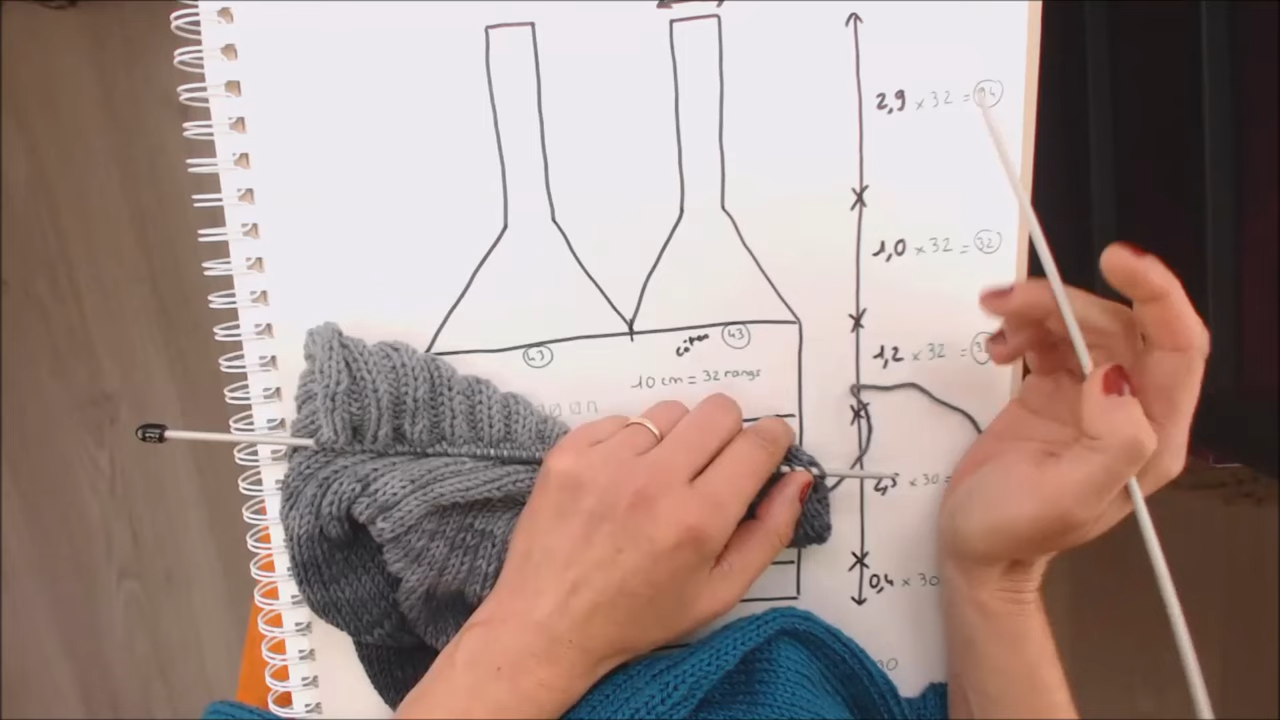 2,9 × 32 = 94
1,0 × 32 = 32
côtes 43
43
1,2 × 32 =
10 cm = 32 rangs
× 30 =
0,4 × 30